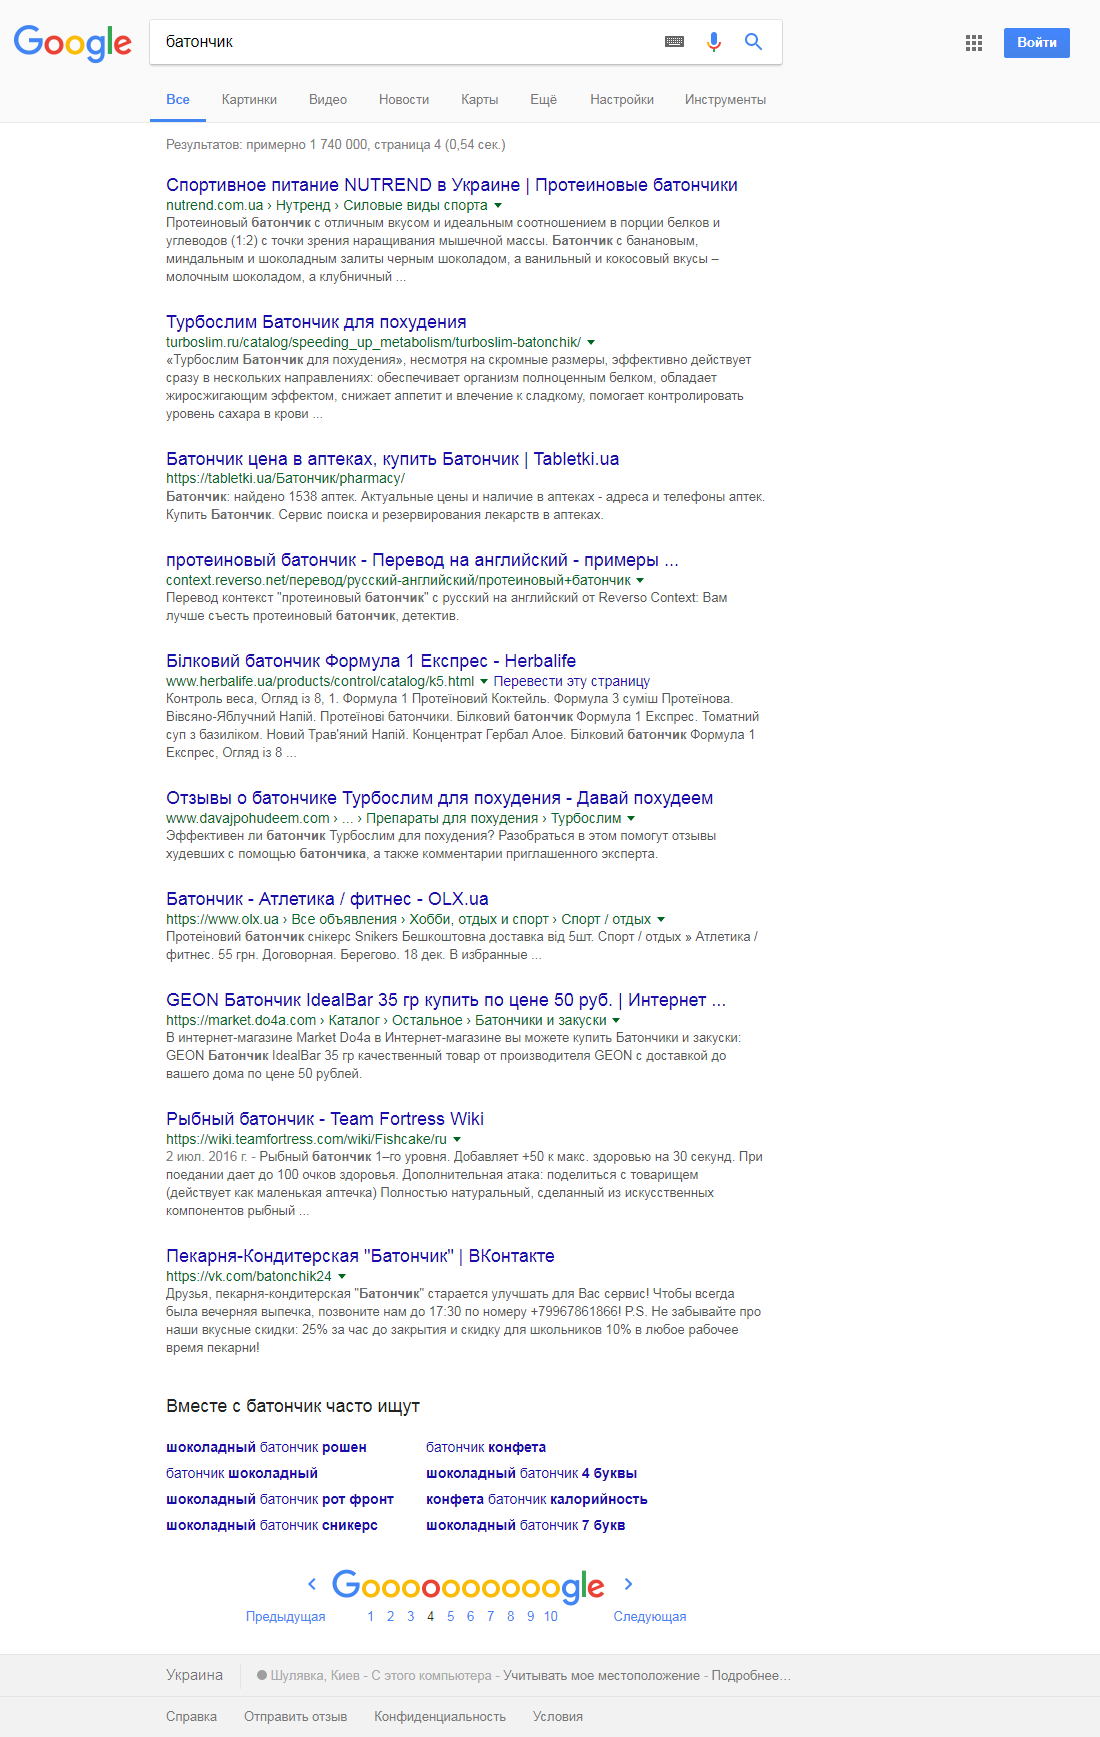 Google
батончик
Войти
Все Картинки Видео Новости Карты Ещё Настройки Инструменты
Результатов: примерно 1 740 000, страница 4 (0,54 сек.)
Спортивное питание NUTREND в Украине | Протеиновые батончики
nutrend.com.ua › Нутренд › Силовые виды спорта
Протеиновый батончик с отличным вкусом и идеальным соотношением в порции белков и
углеводов (1:2) с точки зрения наращивания мышечной массы. Батончик с банановым,
миндальным и шоколадным залиты черным шоколадом, а ванильный и кокосовый вкусы –
молочным шоколадом, а клубничный ...
Турбослим Батончик для похудения
turboslim.ru/catalog/speeding_up_metabolism/turboslim-batonchik/
«Турбослим Батончик для похудения», несмотря на скромные размеры, эффективно действует
сразу в нескольких направлениях: обеспечивает организм полноценным белком, обладает
жиросжигающим эффектом, снижает аппетит и влечение к сладкому, помогает контролировать
уровень сахара в крови ...
Батончик цена в аптеках, купить Батончик | Tabletki.ua
https://tabletki.ua/Батончик/pharmacy/
Батончик: найдено 1538 аптек. Актуальные цены и наличие в аптеках - адреса и телефоны аптек.
Купить Батончик. Сервис поиска и резервирования лекарств в аптеках.
протеиновый батончик - Перевод на английский - примеры ...
context.reverso.net/перевод/русский-английский/протеиновый+батончик
Перевод контекст "протеиновый батончик" c русский на английский от Reverso Context: Вам
лучше съесть протеиновый батончик, детектив.
Білковий батончик Формула 1 Експрес - Herbalife
www.herbalife.ua/products/control/catalog/k5.html Перевести эту страницу
Контроль веса, Огляд із 8, 1. Формула 1 Протеїновий Коктейль. Формула 3 суміш Протеїнова.
Вівсяно-Яблучний Напій. Протеїнові батончики. Білковий батончик Формула 1 Експрес. Томатний
суп з базиліком. Новий Трав'яний Напій. Концентрат Гербал Алое. Білковий батончик Формула 1
Експрес, Огляд із 8 ...
Отзывы о батончике Турбослим для похудения - Давай похудеем
www.davajpohudeem.com › ... › Препараты для похудения › Турбослим
Эффективен ли батончик Турбослим для похудения? Разобраться в этом помогут отзывы
худевших с помощью батончика, а также комментарии приглашенного эксперта.
Батончик - Атлетика / фитнес - OLX.ua
https://www.olx.ua › Все объявления › Хобби, отдых и спорт › Спорт / отдых
Протеіновий батончик снікерс Snikers Бешкоштовна доставка від 5шт. Спорт / отдых » Атлетика /
фитнес. 55 грн. Договорная. Берегово. 18 дек. В избранные ...
GEON Батончик IdealBar 35 гр купить по цене 50 руб. | Интернет ...
https://market.do4a.com › Каталог › Остальное › Батончики и закуски
В интернет-магазине Market Do4a в Интернет-магазине вы можете купить Батончики и закуски:
GEON Батончик IdealBar 35 гр качественный товар от производителя GEON с доставкой до
вашего дома по цене 50 рублей.
Рыбный батончик - Team Fortress Wiki
https://wiki.teamfortress.com/wiki/Fishcake/ru
2 июл. 2016 г. - Рыбный батончик 1–го уровня. Добавляет +50 к макс. здоровью на 30 секунд. При
поедании дает до 100 очков здоровья. Дополнительная атака: поделиться с товарищем
(действует как маленькая аптечка) Полностью натуральный, сделанный из искусственных
компонентов рыбный ...
Пекарня-Кондитерская "Батончик" | ВКонтакте
https://vk.com/batonchik24
Друзья, пекарня-кондитерская "Батончик" старается улучшать для Вас сервис! Чтобы всегда
была вечерняя выпечка, позвоните нам до 17:30 по номеру +79967861866! P.S. Не забывайте про
наши вкусные скидки: 25% за час до закрытия и скидку для школьников 10% в любое рабочее
время пекарни!
Вместе с батончик часто ищут
шоколадный батончик рошен батончик конфета
батончик шоколадный шоколадный батончик 4 буквы
шоколадный батончик рот фронт конфета батончик калорийность
шоколадный батончик сникерс шоколадный батончик 7 букв
Goooooooooogle
Предыдущая 1 2 3 4 5 6 7 8 9 10 Следующая
Украина Шулявка, Киев - С этого компьютера - Учитывать мое местоположение - Подробнее...
Справка Отправить отзыв Конфиденциальность Условия